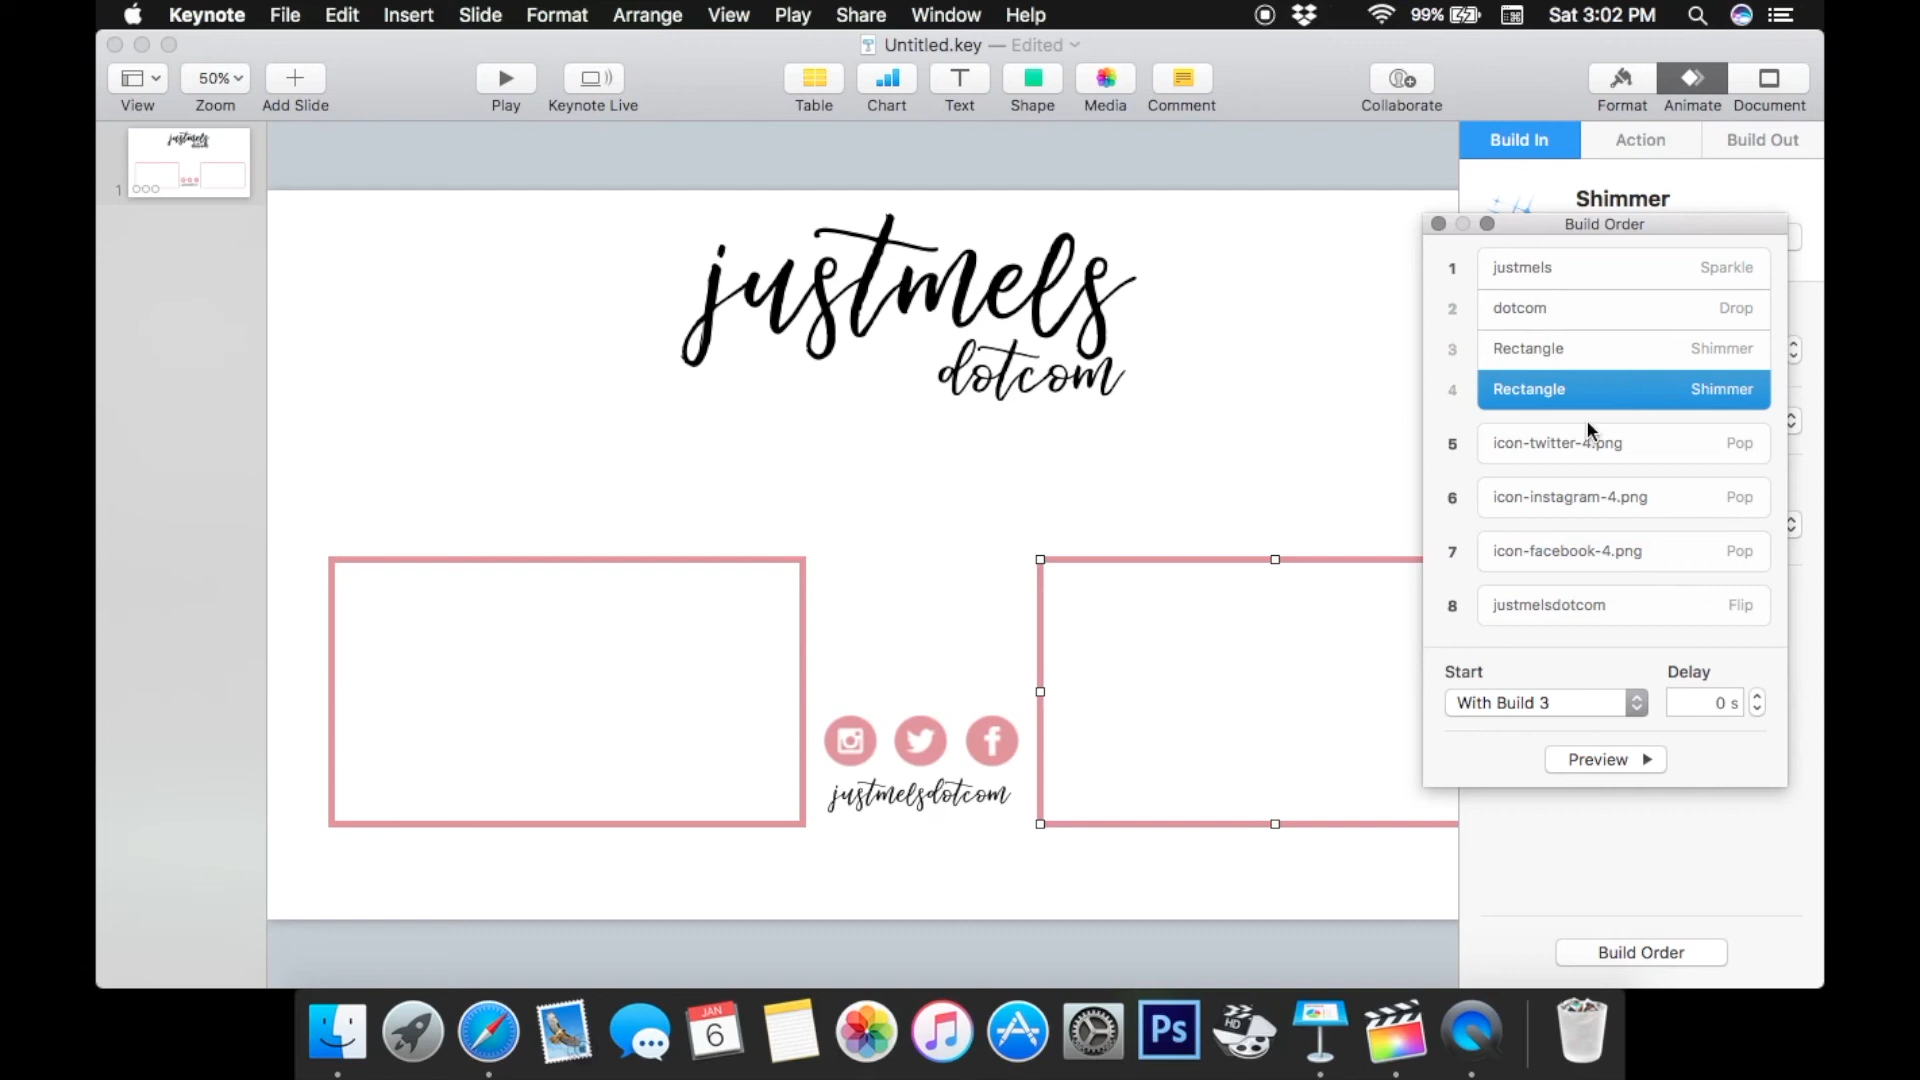 Keynote File Edit Insert Slide Format Arrange View Play Share Window Help 99% Sat 3:02 PM
Untitled.key — Edited
50%
View Zoom Add Slide Play Keynote Live Table Chart Text Shape Media Comment Collaborate Format Animate Document
Build In Action Build Out
1
justmels
dotcom
Shimmer
Build Order
1 justmels Sparkle
2 dotcom Drop
3 Rectangle Shimmer
4 Rectangle Shimmer
5 icon-twitter-4.png Pop
6 icon-instagram-4.png Pop
7 icon-facebook-4.png Pop
8 justmelsdotcom Flip
Start Delay
With Build 3 0 s
Preview
justmels
dotcom
justmelsdotcom
Build Order
JAN
6
Ps
HD